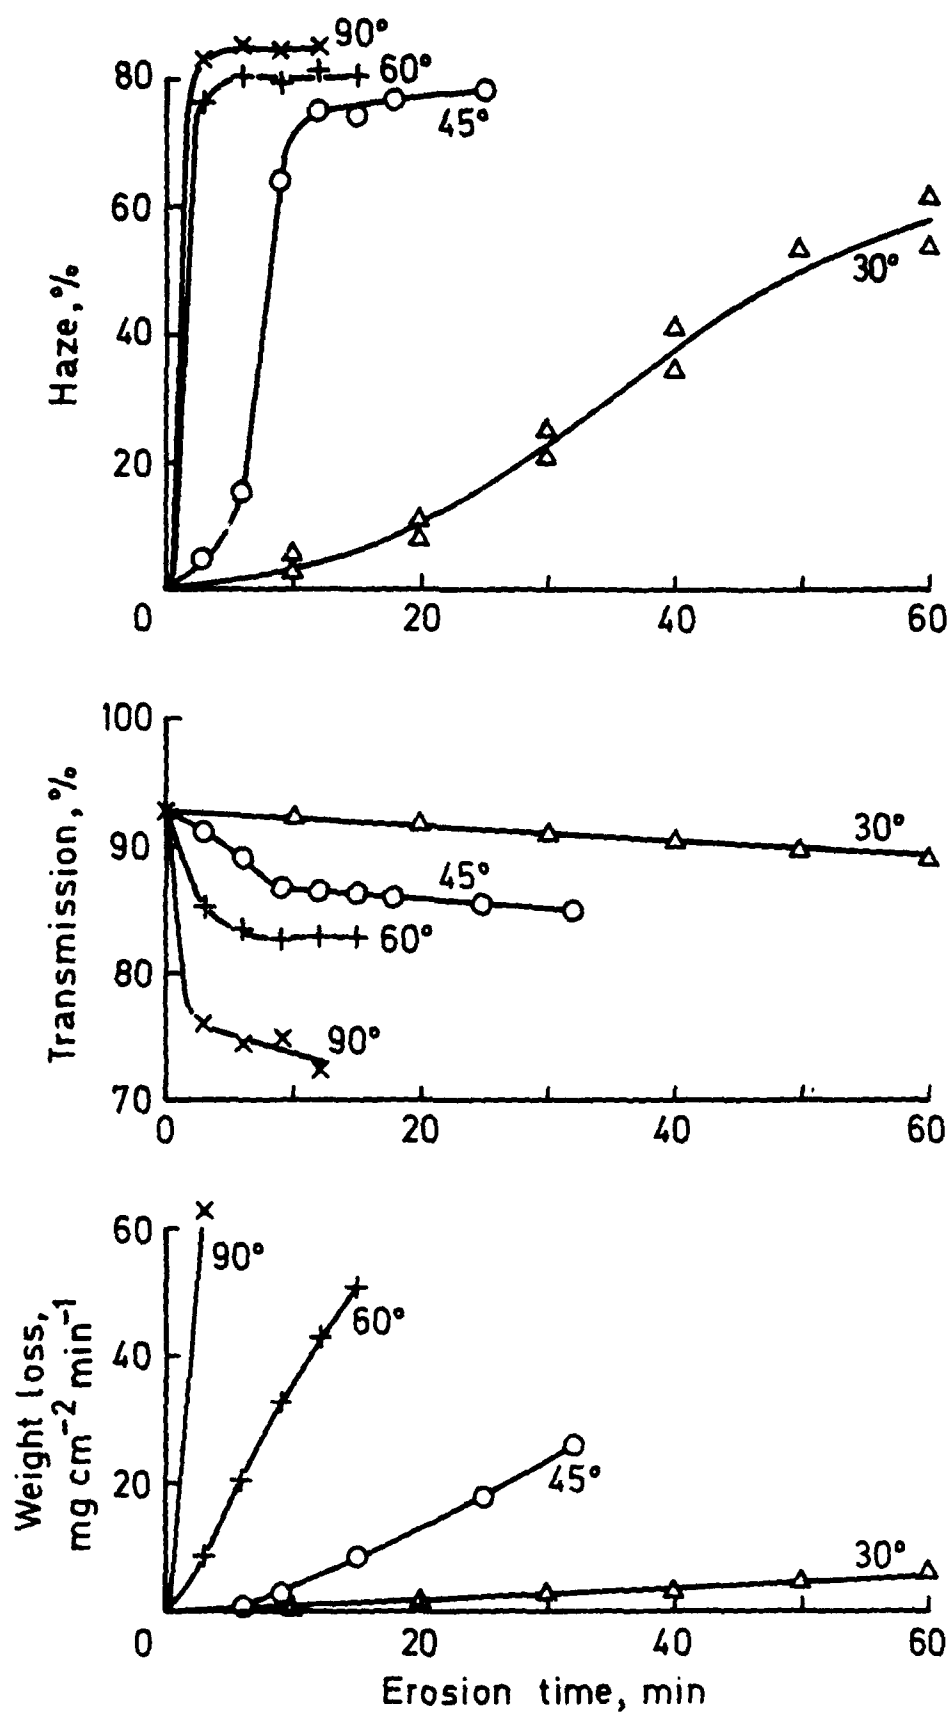 90°
80
60°
45°
60
Haze, %
30°
40
20
0 20 40 60
100
Transmission, %
30°
90
45°
60°
80
90°
70
0 20 40 60
60
90°
60°
Weight loss,
mg cm⁻² min⁻¹
40
45°
20
30°
0 20 40 60
Erosion time, min